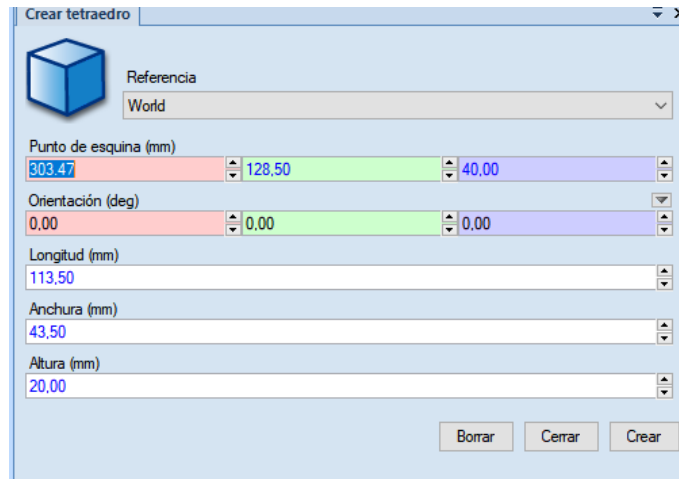 Crear tetraedro
Referencia
World
Punto de esquina (mm)
303.47 128,50 40,00
Orientación (deg)
0,00 0,00 0,00
Longitud (mm)
113,50
Anchura (mm)
43,50
Altura (mm)
20,00
Borrar Cerrar Crear